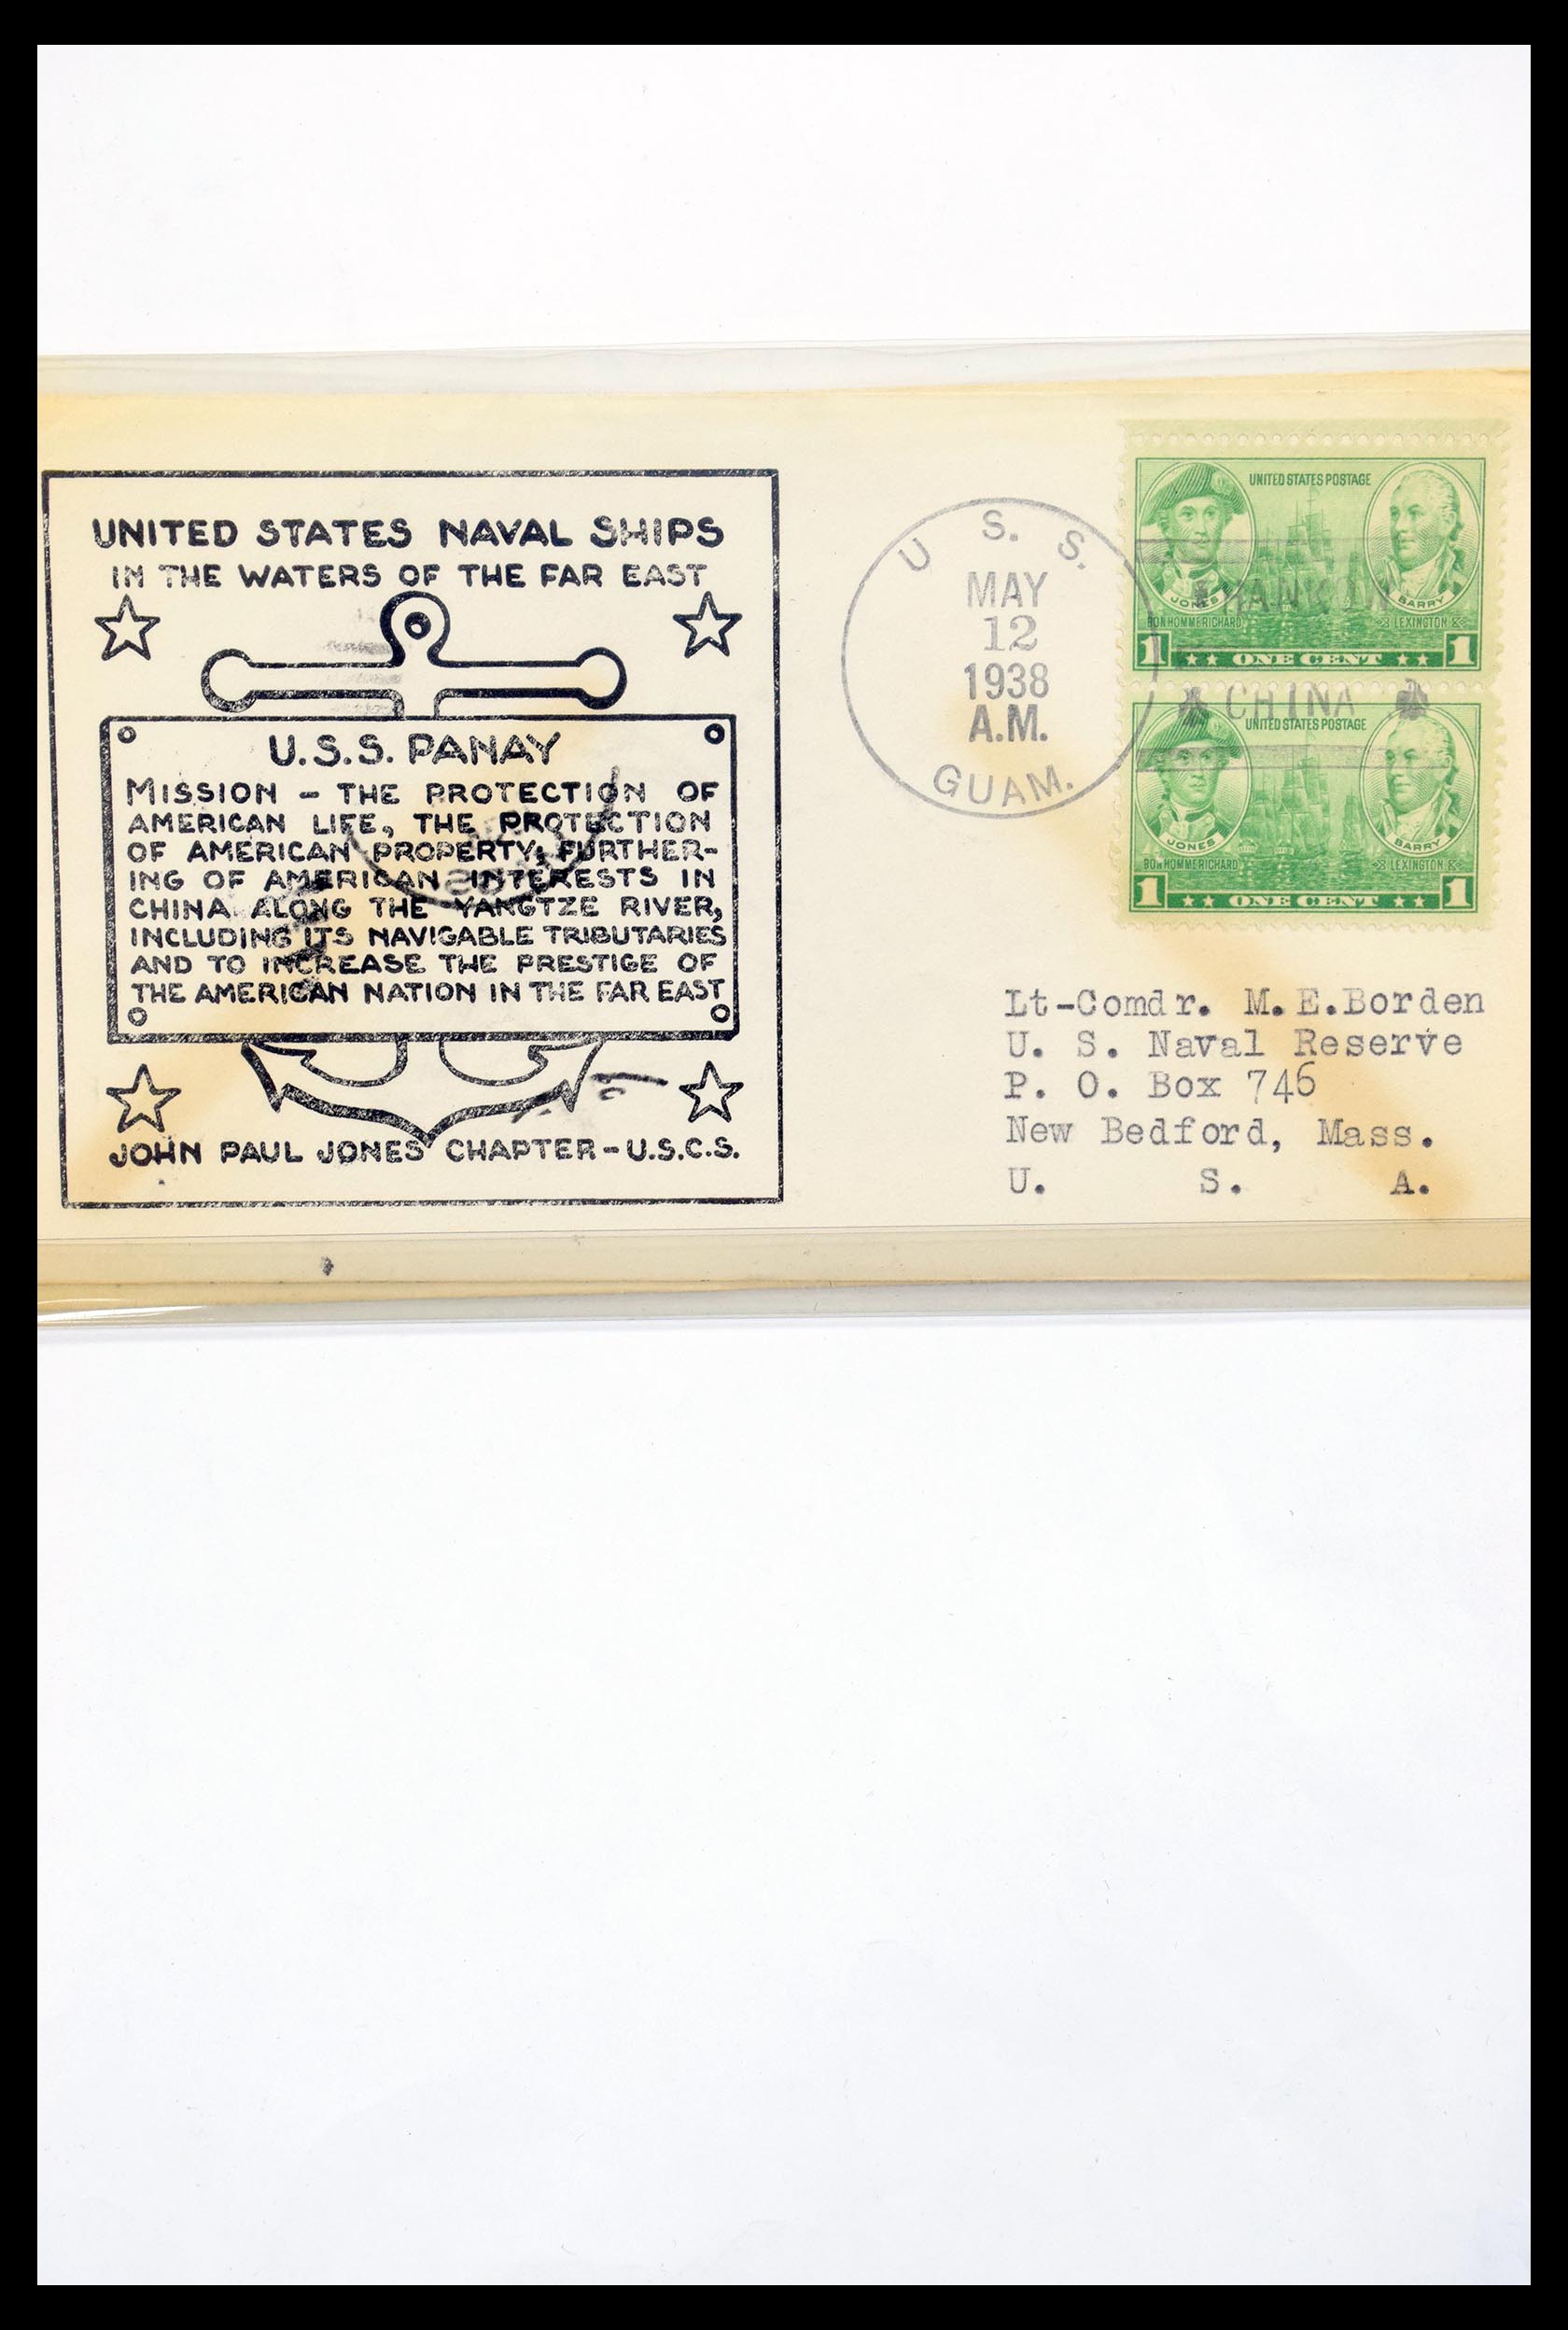 UNITED STATES NAVAL SHIPS
IN THE WATERS OF THE FAR EAST
U.S.S. PANAY
MISSION – THE PROTECTION OF
AMERICAN LIFE, THE PROTECTION
OF AMERICAN PROPERTY, FURTHER-
ING OF AMERICAN INTERESTS IN
CHINA ALONG THE YANGTZE RIVER,
INCLUDING ITS NAVIGABLE TRIBUTARIES
AND TO INCREASE THE PRESTIGE OF
THE AMERICAN NATION IN THE FAR EAST
JOHN PAUL JONES CHAPTER – U.S.C.S.
U. S. S.
MAY
12
1938
A.M.
GUAM.
UNITED STATES POSTAGE
JONES BARRY
BONHOMME RICHARD LEXINGTON
1 ONE CENT 1
CHINA
UNITED STATES POSTAGE
JONES BARRY
BONHOMME RICHARD LEXINGTON
1 ONE CENT 1
Lt-Comdr. M.E.Borden
U. S. Naval Reserve
P. O. Box 746
New Bedford, Mass.
U. S. A.